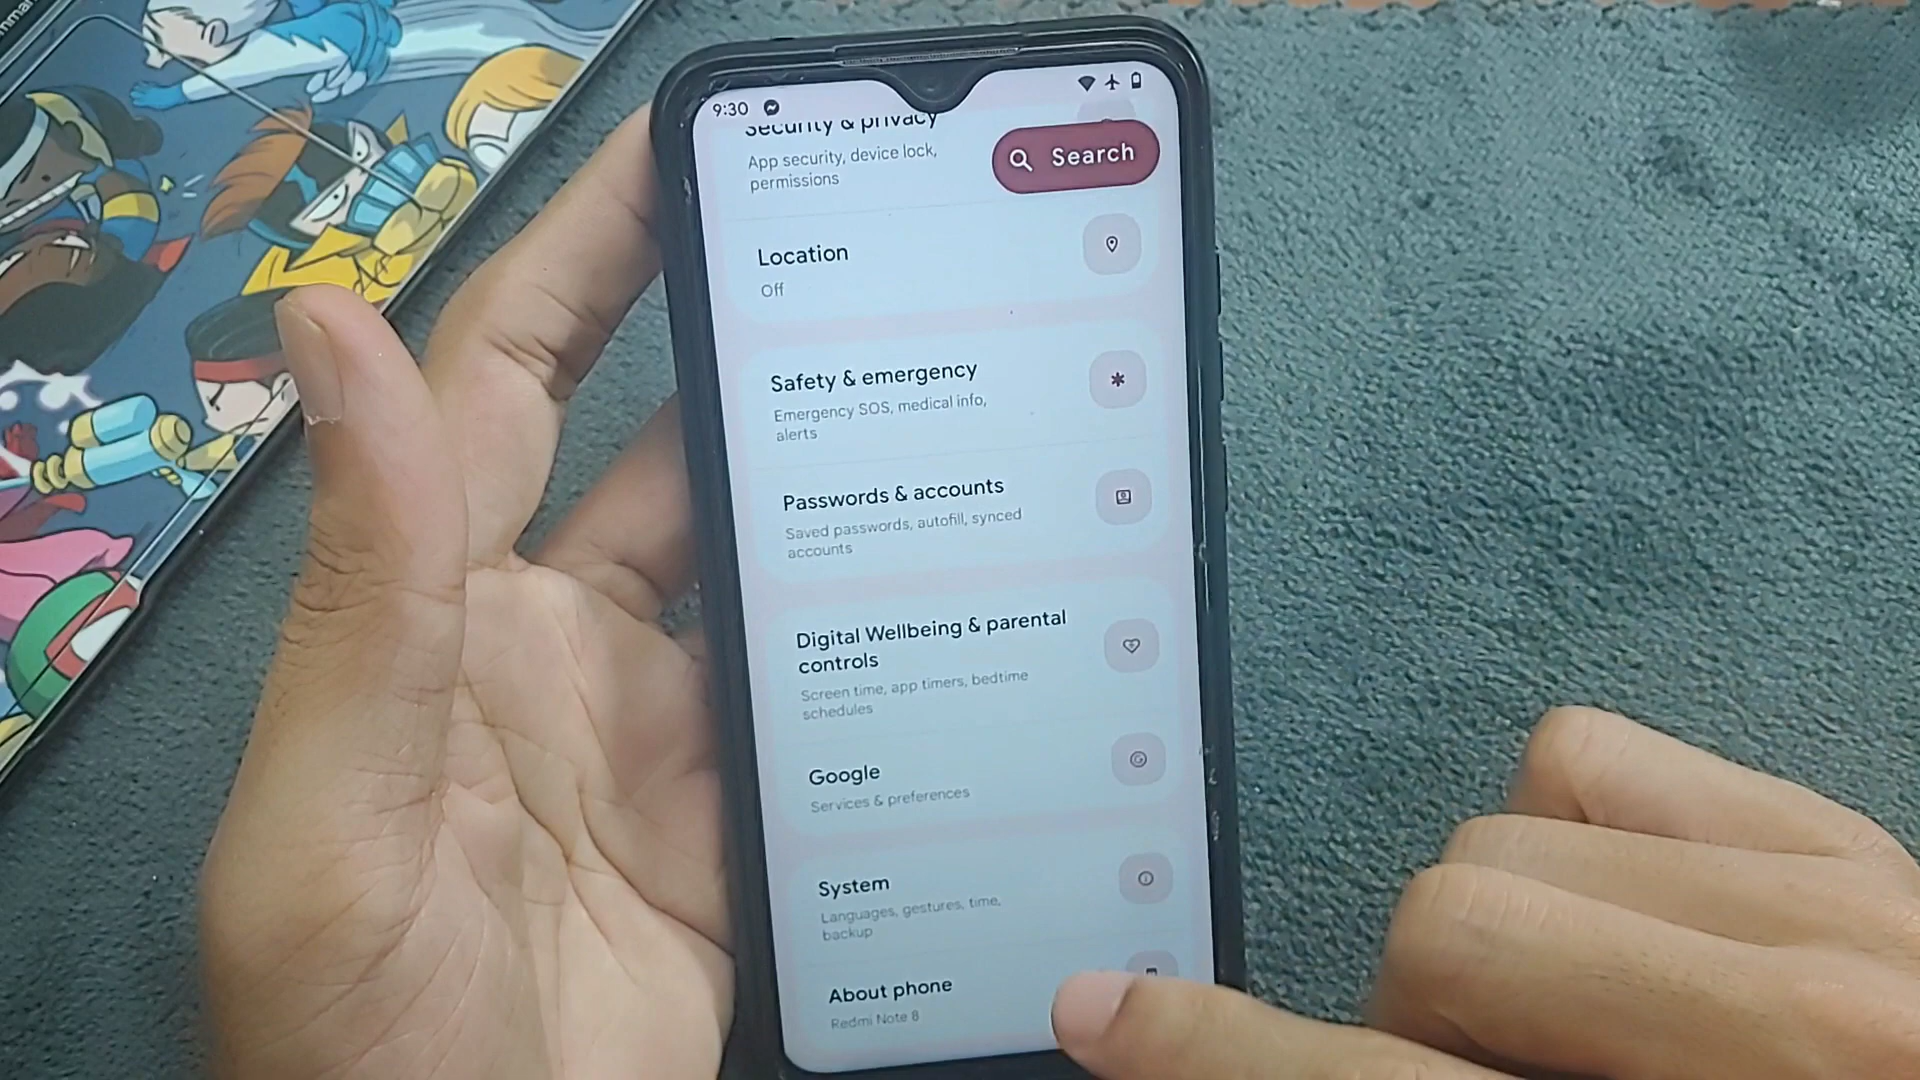 9:30
Security & privacy
App security, device lock,
permissions
Search
Location
Off
Safety & emergency
Emergency SOS, medical info,
alerts
Passwords & accounts
Saved passwords, autofill, synced
accounts
Digital Wellbeing & parental
controls
Screen time, app timers, bedtime
schedules
Google
Services & preferences
System
Languages, gestures, time,
backup
About phone
Redmi Note 8